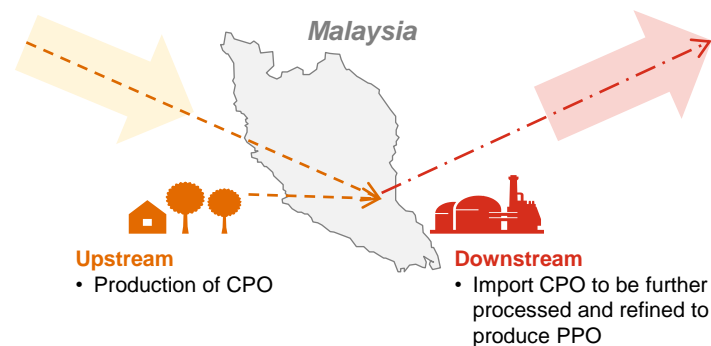 Malaysia
Upstream
• Production of CPO
Downstream
• Import CPO to be further
processed and refined to
produce PPO